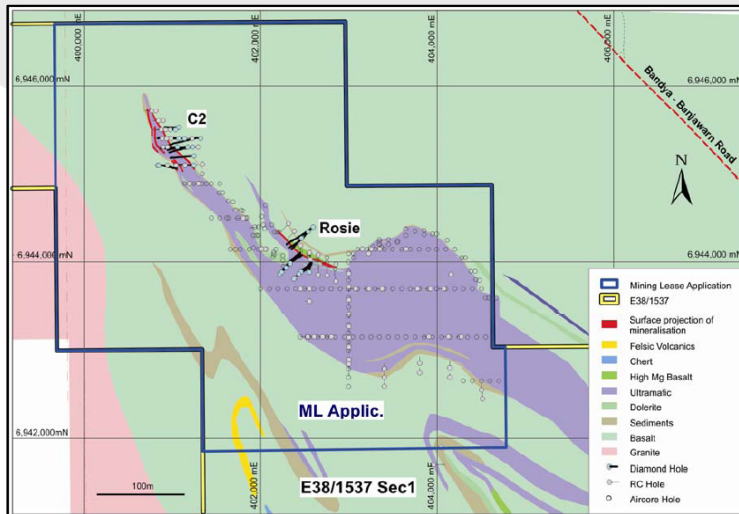 400,000 mE
402,000 mE
404,000 mE
406,000 mE
6,946,000 mN
6,946,000 mN
Bandya - Banjawarn Road
C2
N
Rosie
6,944,000 mN
6,944,000 mN
Mining Lease Application
E38/1537
Surface projection of
mineralisation
Felsic Volcanics
Chert
High Mg Basalt
Ultramafic
Dolerite
Sediments
Basalt
Granite
Diamond Hole
RC Hole
Aircore Hole
ML Applic.
6,942,000 mN
100m
402,000 mE
404,000 mE
E38/1537 Sec1